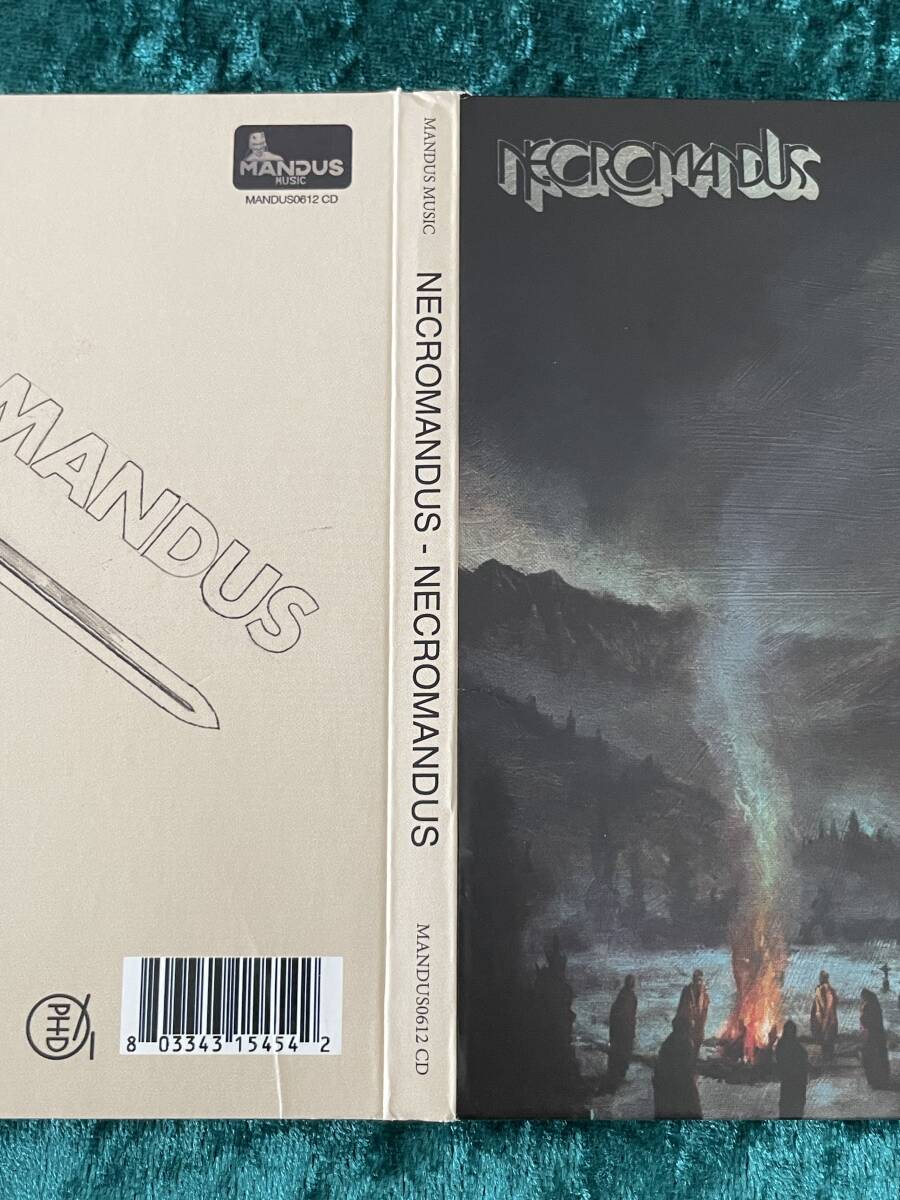 MANDUS
MUSIC
MANDUS0612 CD
MANDUS
PHD
8 03343 15454 2
MANDUS MUSIC
NECROMANDUS - NECROMANDUS
MANDUS0612 CD
NECROMANDUS